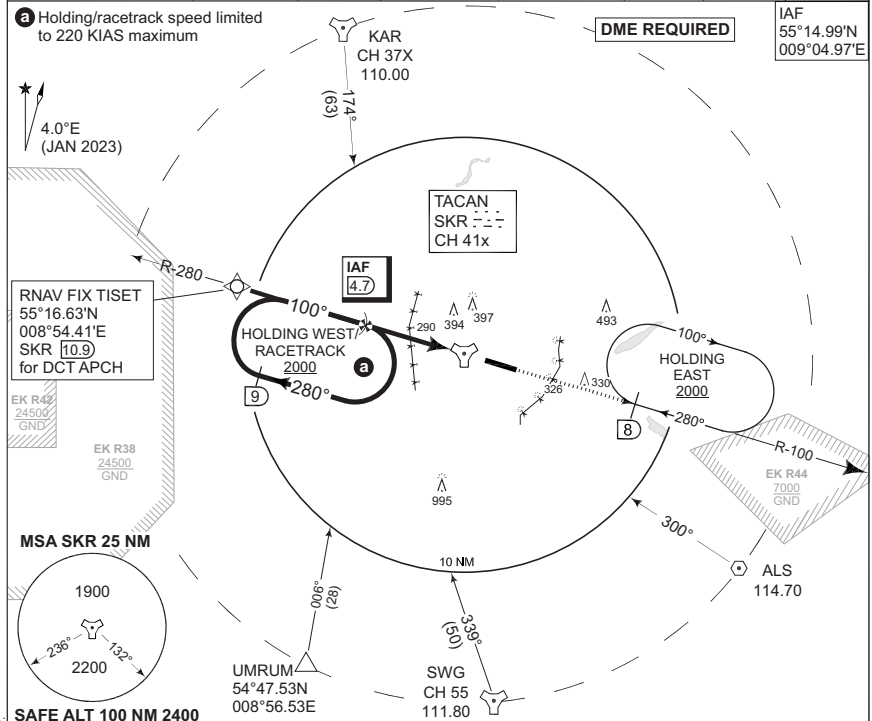 a Holding/racetrack speed limited
to 220 KIAS maximum
KAR
CH 37X
110.00
DME REQUIRED
IAF
55°14.99'N
009°04.97'E
4.0°E
(JAN 2023)
174°
(63)
TACAN
SKR
CH 41x
R-280
IAF
4.7
RNAV FIX TISET
55°16.63'N
008°54.41'E
SKR 10.9
for DCT APCH
100°
290
394
397
493
HOLDING WEST/
RACETRACK
2000
a
280°
9
100°
HOLDING
EAST
2000
330
326
280°
8
R-100
EK R42
24500
GND
EK R38
24500
GND
EK R44
7000
GND
995
300°
MSA SKR 25 NM
1900
236°
132°
2200
SAFE ALT 100 NM 2400
10 NM
ALS
114.70
006°
(28)
339°
(50)
UMRUM
54°47.53N
008°56.53E
SWG
CH 55
111.80